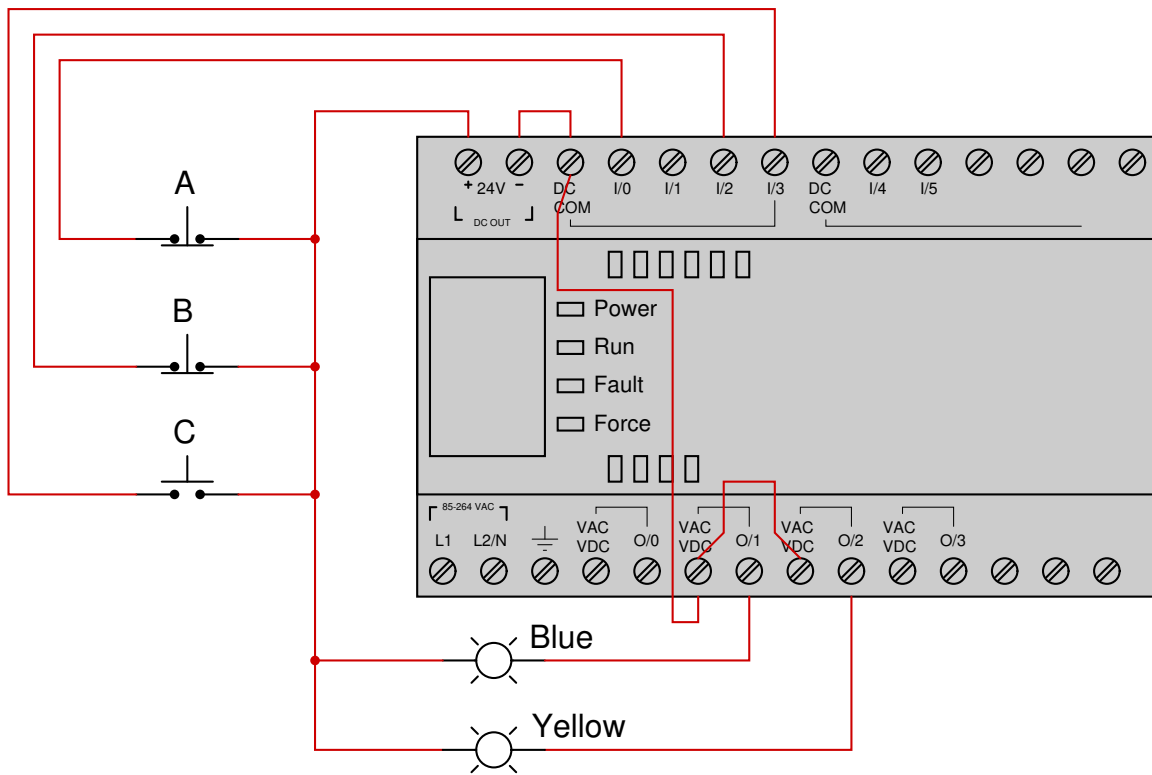 A
B
C
+ 24V -
DC OUT
DC
COM
I/0
I/1
I/2
I/3
DC
COM
I/4
I/5
Power
Run
Fault
Force
85-264 VAC
L1
L2/N
VAC
VDC
O/0
VAC
VDC
O/1
VAC
VDC
O/2
VAC
VDC
O/3
Blue
Yellow